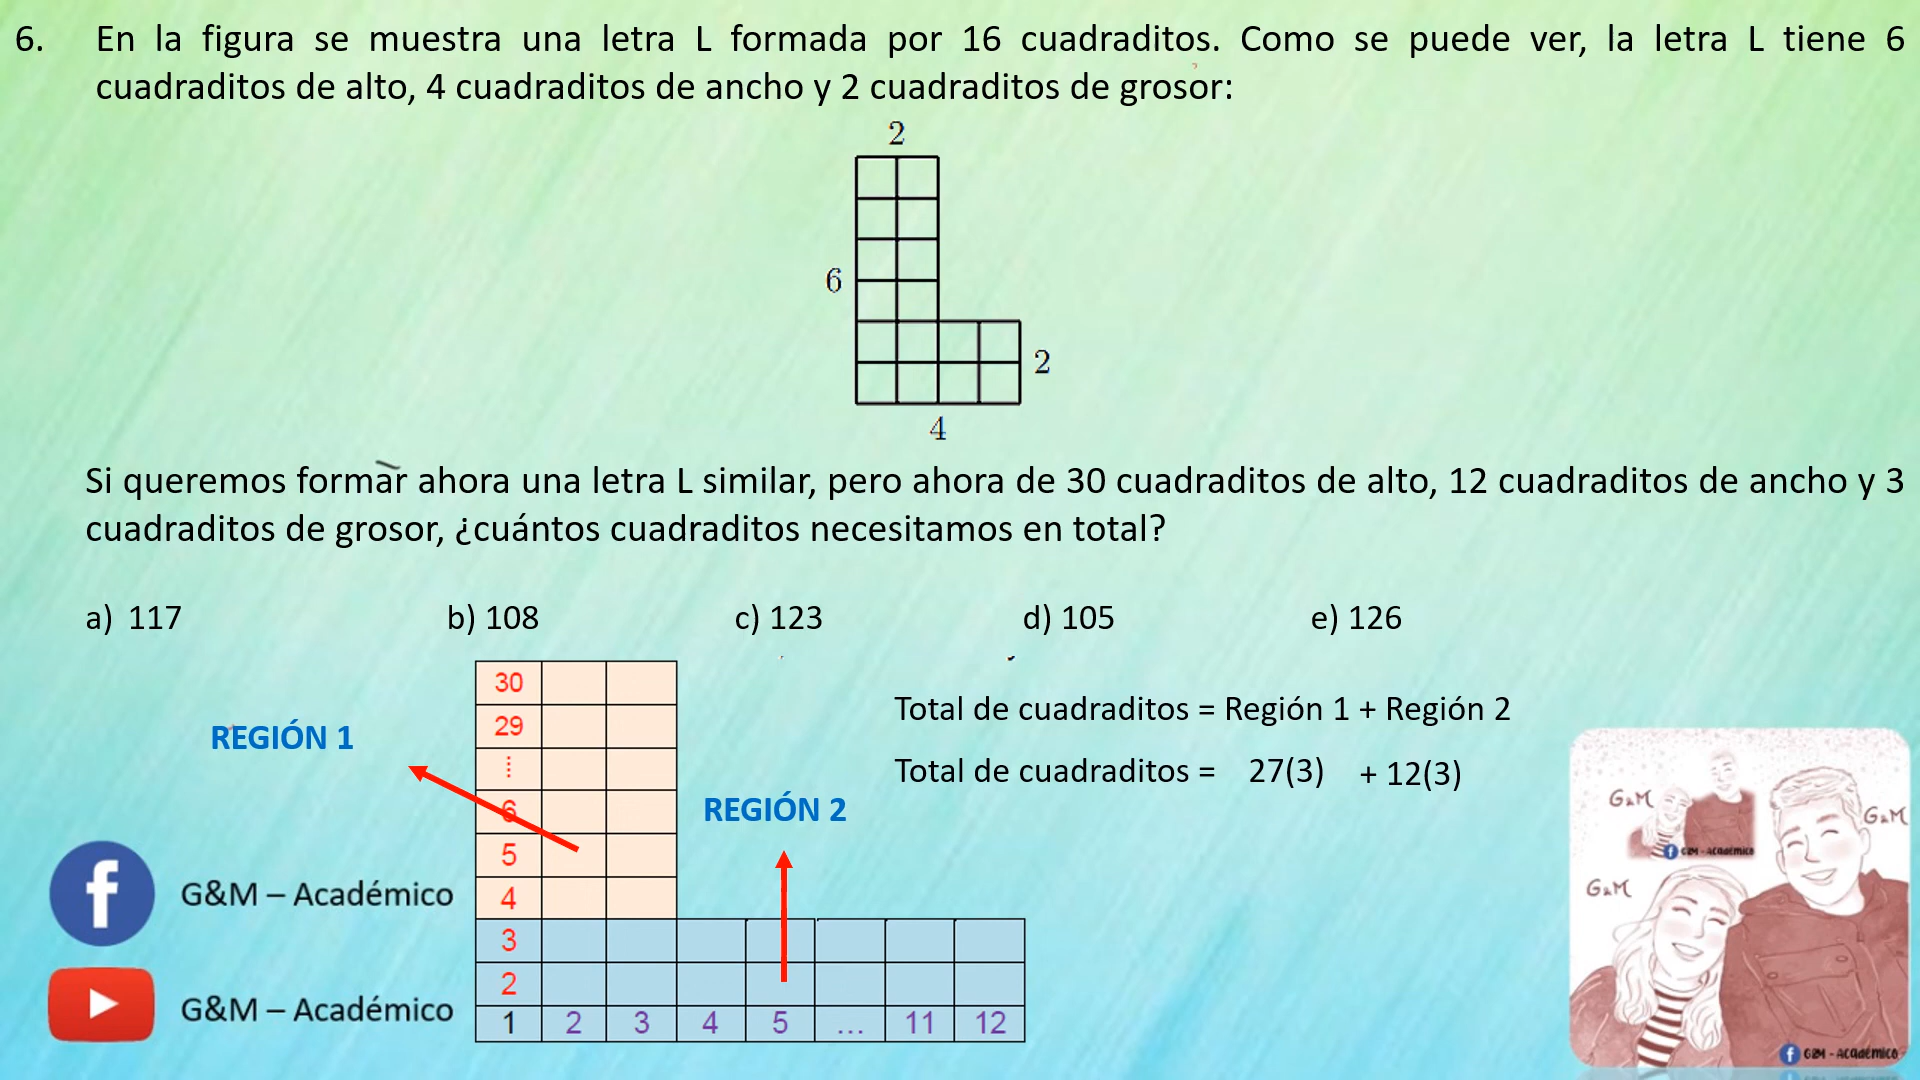 6. En la figura se muestra una letra L formada por 16 cuadraditos. Como se puede ver, la letra L tiene 6
cuadraditos de alto, 4 cuadraditos de ancho y 2 cuadraditos de grosor:
2
6
2
4
Si queremos formar ahora una letra L similar, pero ahora de 30 cuadraditos de alto, 12 cuadraditos de ancho y 3
cuadraditos de grosor, ¿cuántos cuadraditos necesitamos en total?
a) 117 b) 108 c) 123 d) 105 e) 126
30
29
⁞
6
5
4
3
2
1 2 3 4 5 ... 11 12
REGIÓN 1
REGIÓN 2
Total de cuadraditos = Región 1 + Región 2
Total de cuadraditos = 27(3) + 12(3)
f
G&M – Académico
G&M – Académico
G&M
G&M
G&M
f G&M - Académico
f G&M - Académico